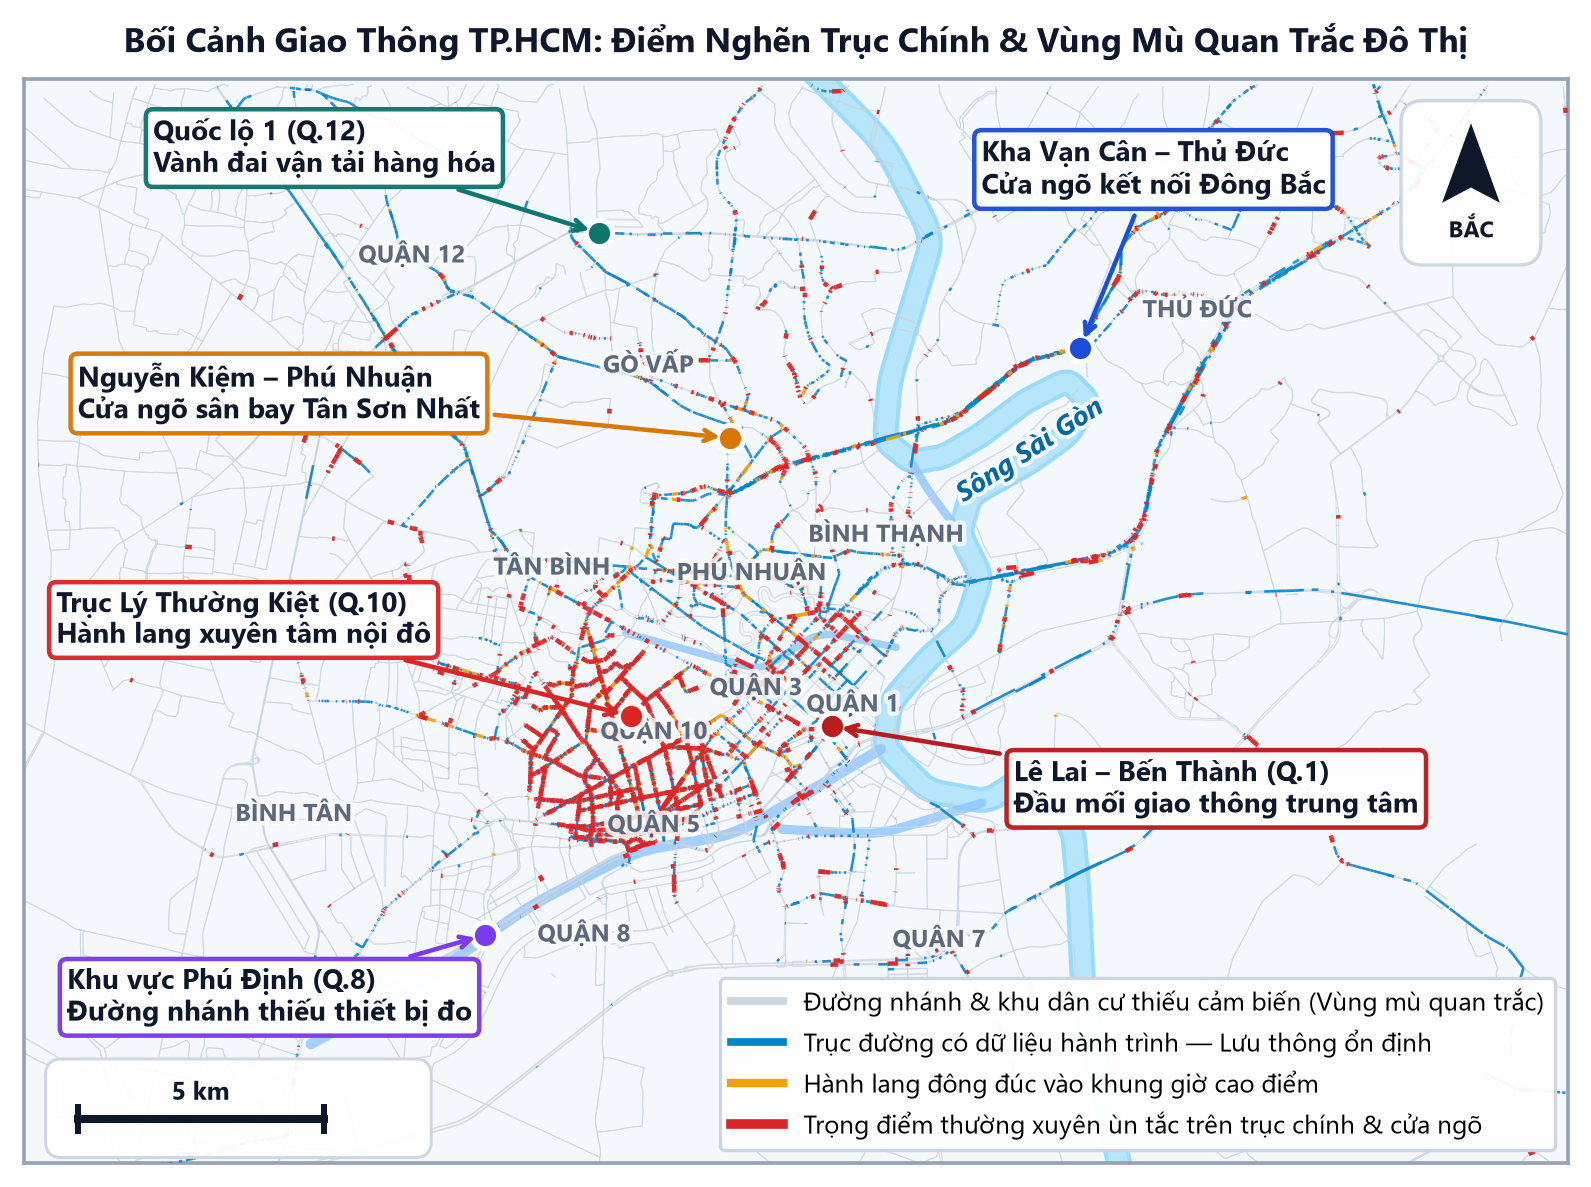 Bối Cảnh Giao Thông TP.HCM: Điểm Nghẽn Trục Chính & Vùng Mù Quan Trắc Đô Thị
Quốc lộ 1 (Q.12)
Vành đai vận tải hàng hóa
Kha Vạn Cân – Thủ Đức
Cửa ngõ kết nối Đông Bắc
BẮC
QUẬN 12
THỦ ĐỨC
GÒ VẤP
Nguyễn Kiệm – Phú Nhuận
Cửa ngõ sân bay Tân Sơn Nhất
Sông Sài Gòn
BÌNH THẠNH
TÂN BÌNH
PHÚ NHUẬN
Trục Lý Thường Kiệt (Q.10)
Hành lang xuyên tâm nội đô
QUẬN 3
QUẬN 1
QUẬN 10
Lê Lai – Bến Thành (Q.1)
Đầu mối giao thông trung tâm
BÌNH TÂN
QUẬN 5
QUẬN 8
QUẬN 7
Khu vực Phú Định (Q.8)
Đường nhánh thiếu thiết bị đo
Đường nhánh & khu dân cư thiếu cảm biến (Vùng mù quan trắc)
Trục đường có dữ liệu hành trình — Lưu thông ổn định
Hành lang đông đúc vào khung giờ cao điểm
Trọng điểm thường xuyên ùn tắc trên trục chính & cửa ngõ
5 km